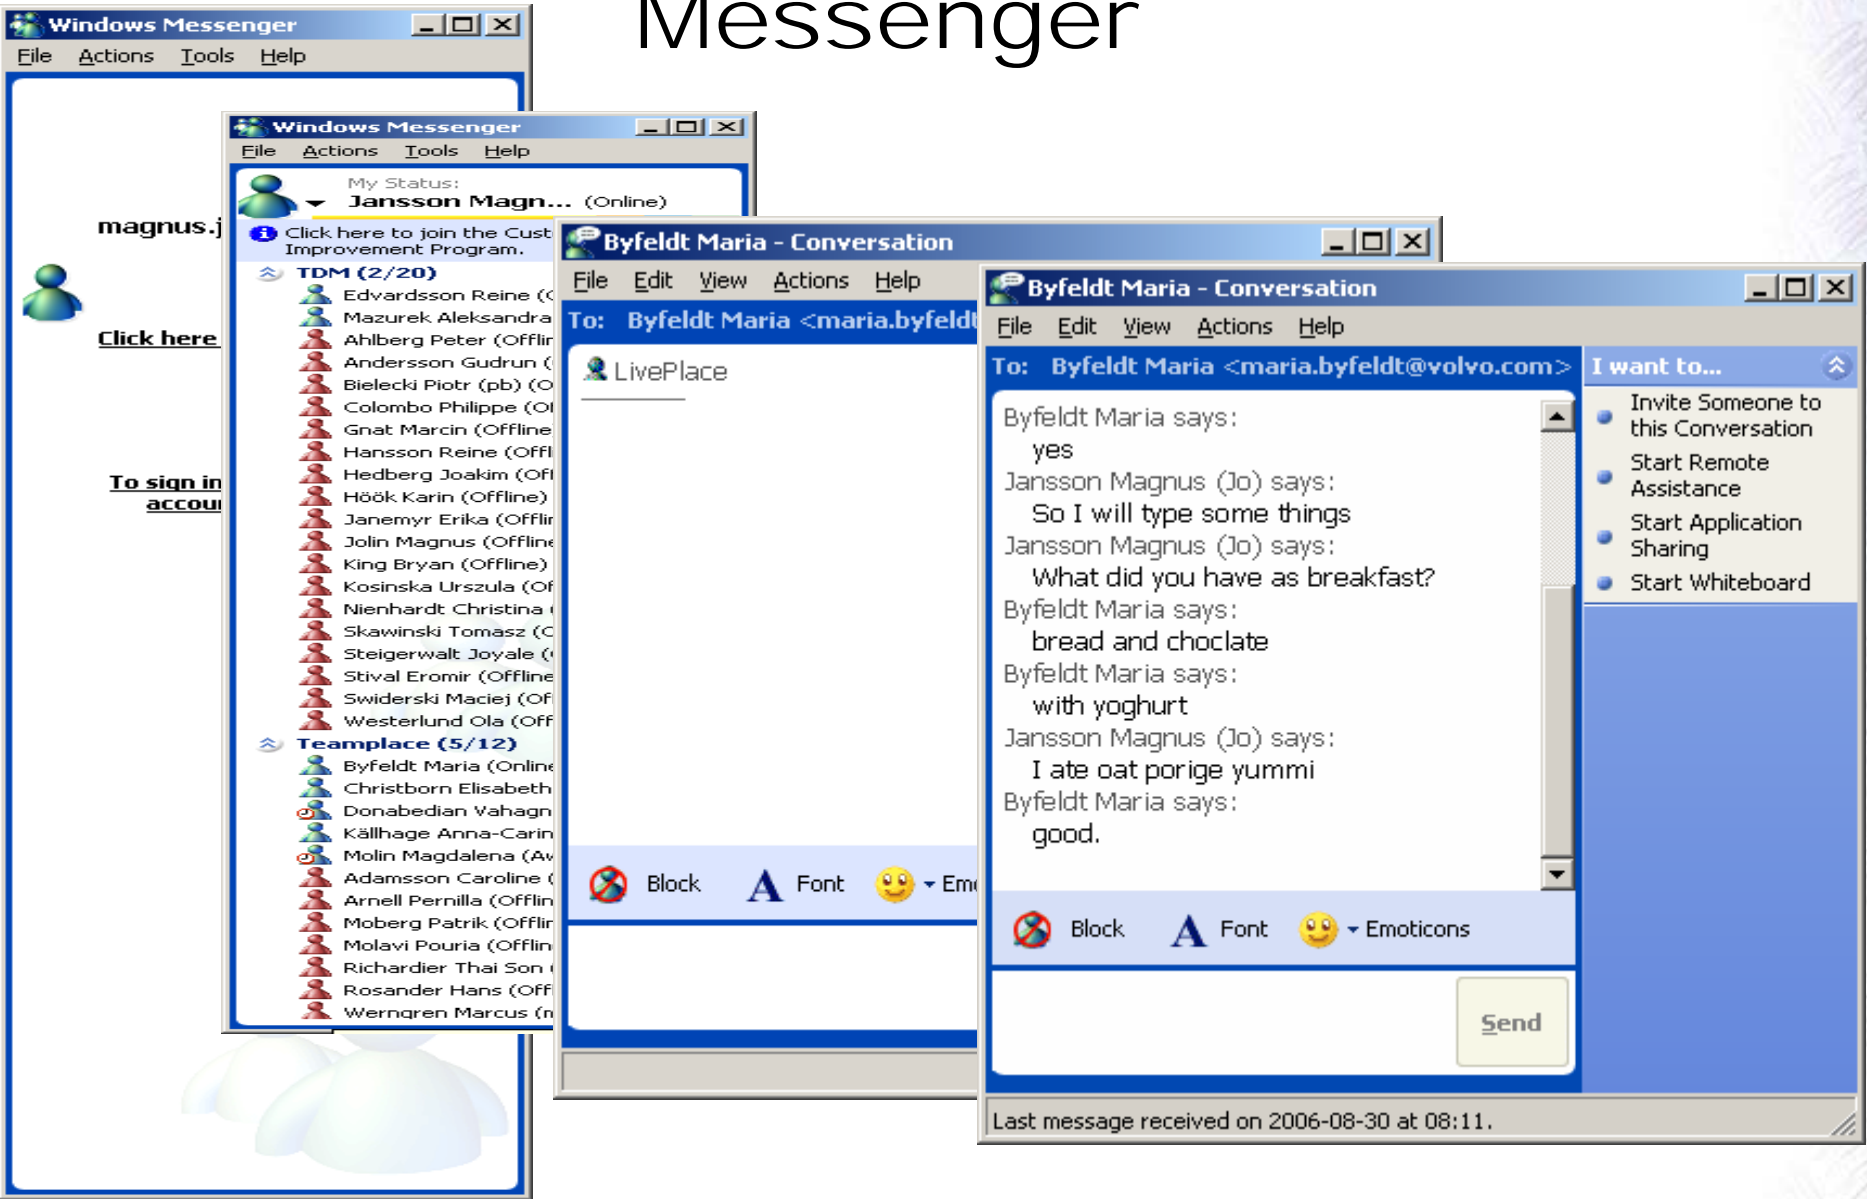 Messenger
Windows Messenger
File Actions Tools Help
magnus.j
Click here
To sign in
accou
Windows Messenger
File Actions Tools Help
My Status:
Jansson Magn... (Online)
Click here to join the Cust
Improvement Program.
TDM (2/20)
Edvardsson Reine (
Mazurek Aleksandra
Ahlberg Peter (Offlin
Andersson Gudrun (
Bielecki Piotr (pb) (O
Colombo Philippe (Of
Gnat Marcin (Offline
Hansson Reine (Offl
Hedberg Joakim (Off
Höök Karin (Offline)
Janemyr Erika (Offlin
Jolin Magnus (Offline
King Bryan (Offline)
Kosinska Urszula (Of
Nienhardt Christina (
Skawinski Tomasz (O
Steigerwalt Joyale (
Stival Eromir (Offline
Swiderski Maciej (Of
Westerlund Ola (Off
Teamplace (5/12)
Byfeldt Maria (Online
Christborn Elisabeth
Donabedian Vahagn
Källhage Anna-Carin
Molin Magdalena (Aw
Adamsson Caroline (
Arnell Pernilla (Offlin
Moberg Patrik (Offlin
Molavi Pouria (Offlin
Richardier Thai Son (
Rosander Hans (Offl
Werngren Marcus (n
Byfeldt Maria - Conversation
File Edit View Actions Help
To: Byfeldt Maria <maria.byfeldt
LivePlace
Block Font Emo
Byfeldt Maria - Conversation
File Edit View Actions Help
To: Byfeldt Maria <maria.byfeldt@volvo.com>
Byfeldt Maria says:
yes
Jansson Magnus (Jo) says:
So I will type some things
Jansson Magnus (Jo) says:
What did you have as breakfast?
Byfeldt Maria says:
bread and choclate
Byfeldt Maria says:
with yoghurt
Jansson Magnus (Jo) says:
I ate oat porige yummi
Byfeldt Maria says:
good.
Block Font Emoticons
Send
I want to...
Invite Someone to
this Conversation
Start Remote
Assistance
Start Application
Sharing
Start Whiteboard
Last message received on 2006-08-30 at 08:11.